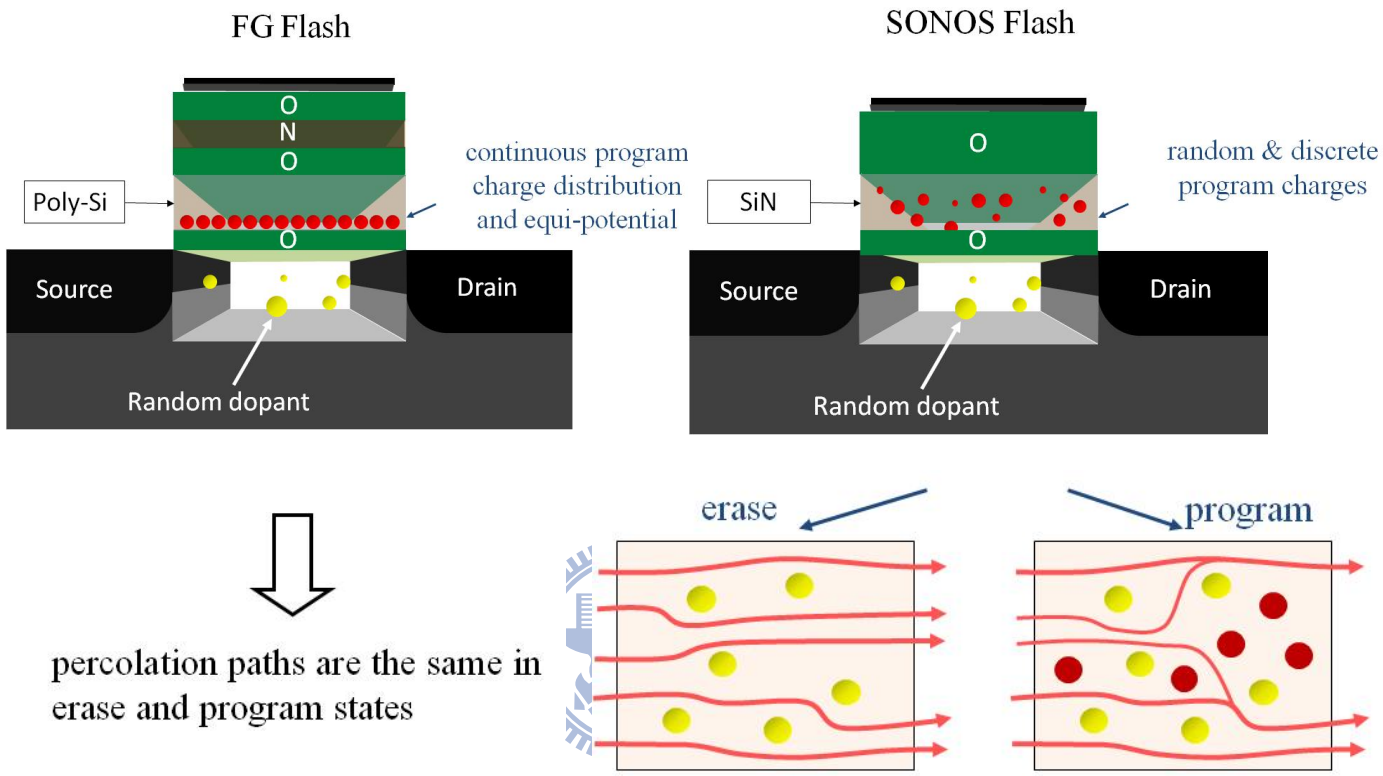 FG Flash
O
N
O
Poly-Si
O
continuous program
charge distribution
and equi-potential
Source
Drain
Random dopant
SONOS Flash
O
SiN
O
random & discrete
program charges
Source
Drain
Random dopant
percolation paths are the same in
erase and program states
erase
program